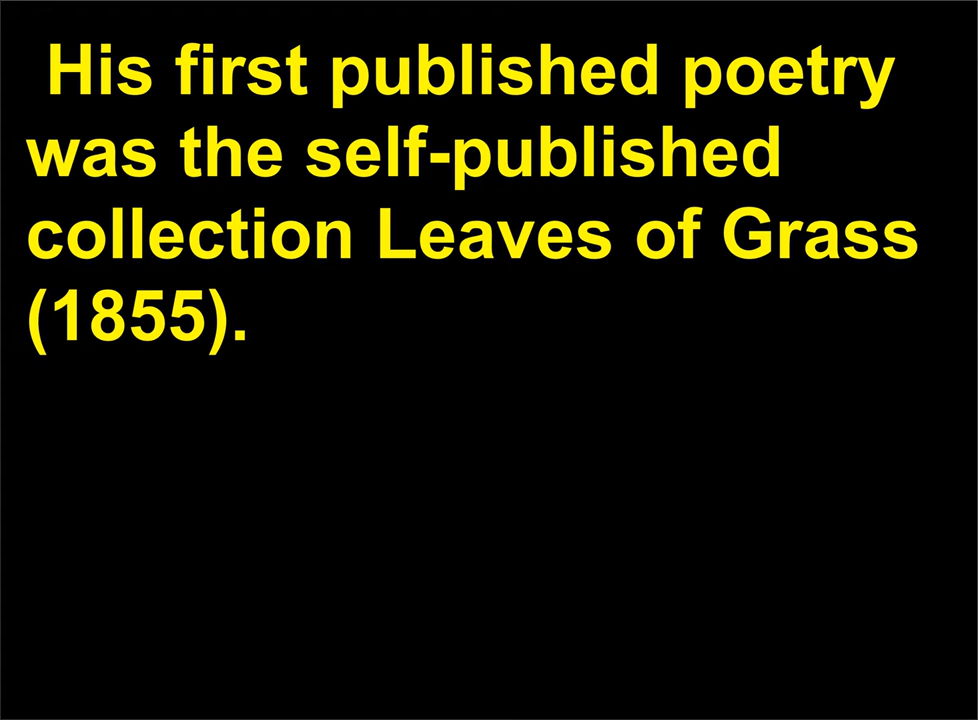 His first published poetry
was the self-published
collection Leaves of Grass
(1855).